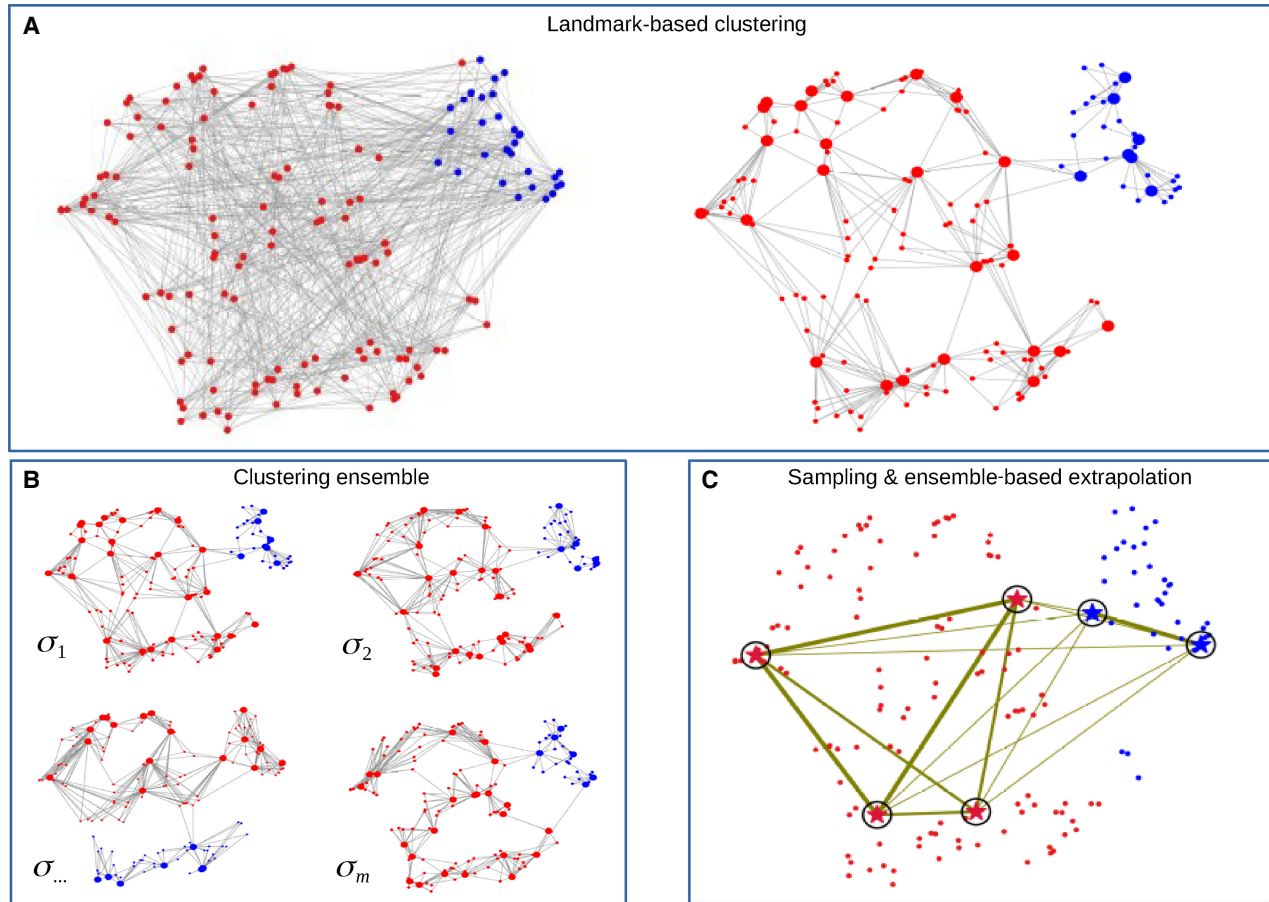 A
Landmark-based clustering
B
Clustering ensemble
σ1
σ2
σ...
σm
C
Sampling & ensemble-based extrapolation